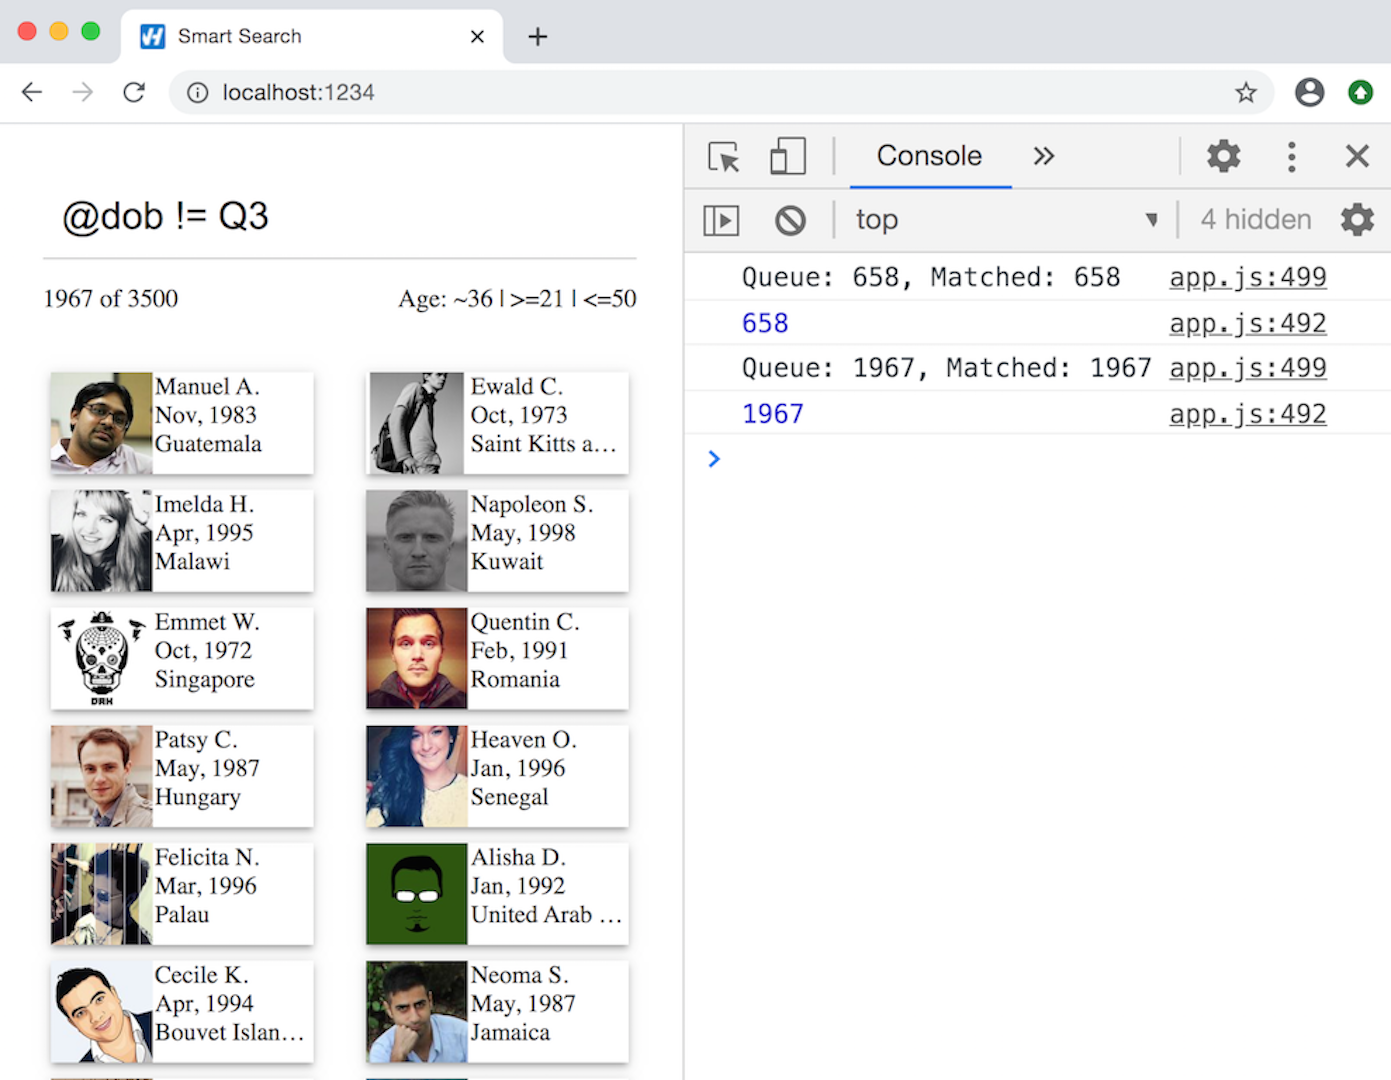 Smart Search
localhost:1234
@dob != Q3
1967 of 3500
Age: ~36 | >=21 | <=50
Manuel A.
Nov, 1983
Guatemala
Ewald C.
Oct, 1973
Saint Kitts a…
Imelda H.
Apr, 1995
Malawi
Napoleon S.
May, 1998
Kuwait
Emmet W.
Oct, 1972
Singapore
DRH
Quentin C.
Feb, 1991
Romania
Patsy C.
May, 1987
Hungary
Heaven O.
Jan, 1996
Senegal
Felicita N.
Mar, 1996
Palau
Alisha D.
Jan, 1992
United Arab …
Cecile K.
Apr, 1994
Bouvet Islan…
Neoma S.
May, 1987
Jamaica
Console
top
4 hidden
Queue: 658, Matched: 658 app.js:499
658 app.js:492
Queue: 1967, Matched: 1967 app.js:499
1967 app.js:492